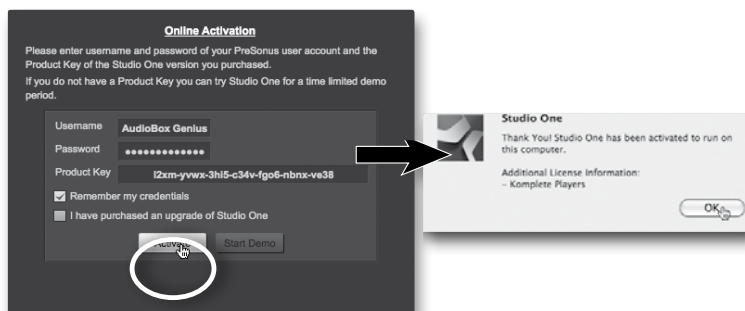 Online Activation
Please enter username and password of your PreSonus user account and the
Product Key of the Studio One version you purchased.
If you do not have a Product Key you can try Studio One for a time limited demo
period.
Username AudioBox Genius
Password •••••••••••••
Product Key l2xm-yvwx-3hi5-c34v-fgo6-nbnx-ve38
Remember my credentials
I have purchased an upgrade of Studio One
Activate Start Demo
Studio One
Thank You! Studio One has been activated to run on
this computer.
Additional License Information:
– Komplete Players
OK